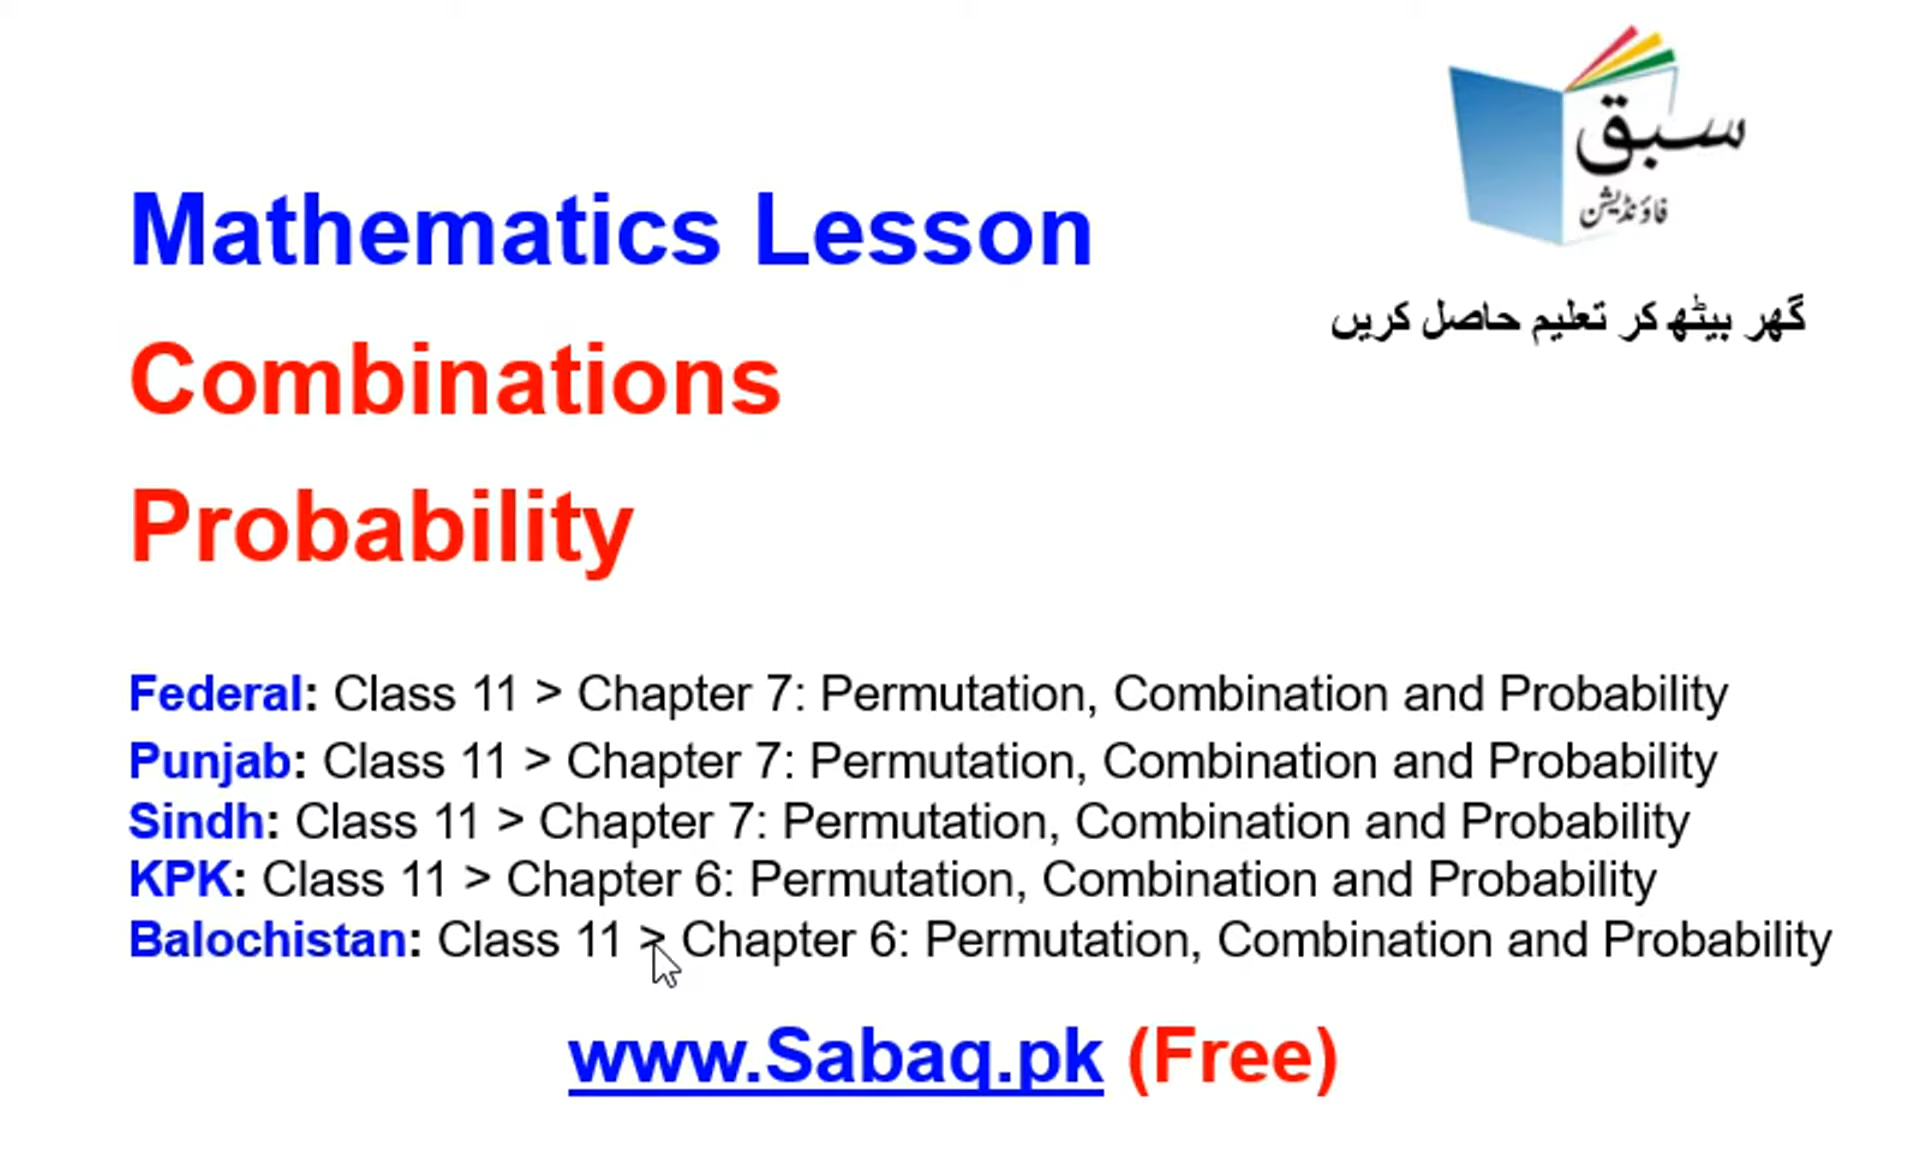 سبق
فاؤنڈیشن
گھر بیٹھ کر تعلیم حاصل کریں
Mathematics Lesson
Combinations
Probability
Federal: Class 11 > Chapter 7: Permutation, Combination and Probability
Punjab: Class 11 > Chapter 7: Permutation, Combination and Probability
Sindh: Class 11 > Chapter 7: Permutation, Combination and Probability
KPK: Class 11 > Chapter 6: Permutation, Combination and Probability
Balochistan: Class 11 > Chapter 6: Permutation, Combination and Probability
www.Sabaq.pk (Free)